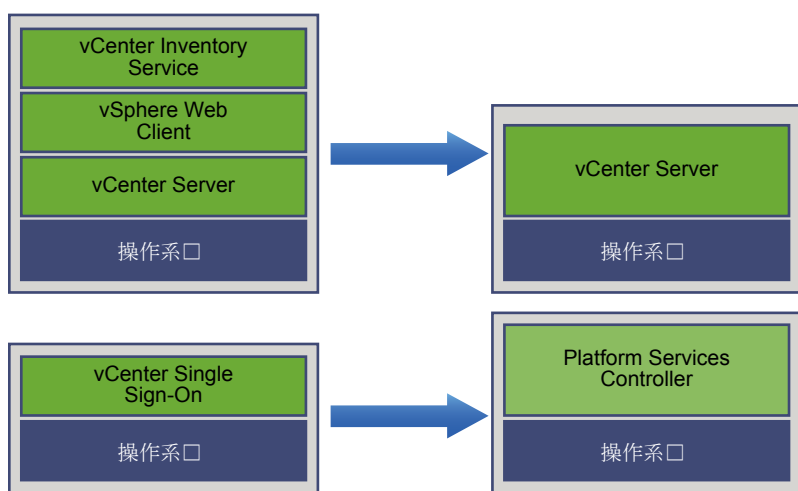 vCenter Inventory
Service
vSphere Web
Client
vCenter Server
操作系□
vCenter Server
操作系□
vCenter Single
Sign-On
操作系□
Platform Services
Controller
操作系□